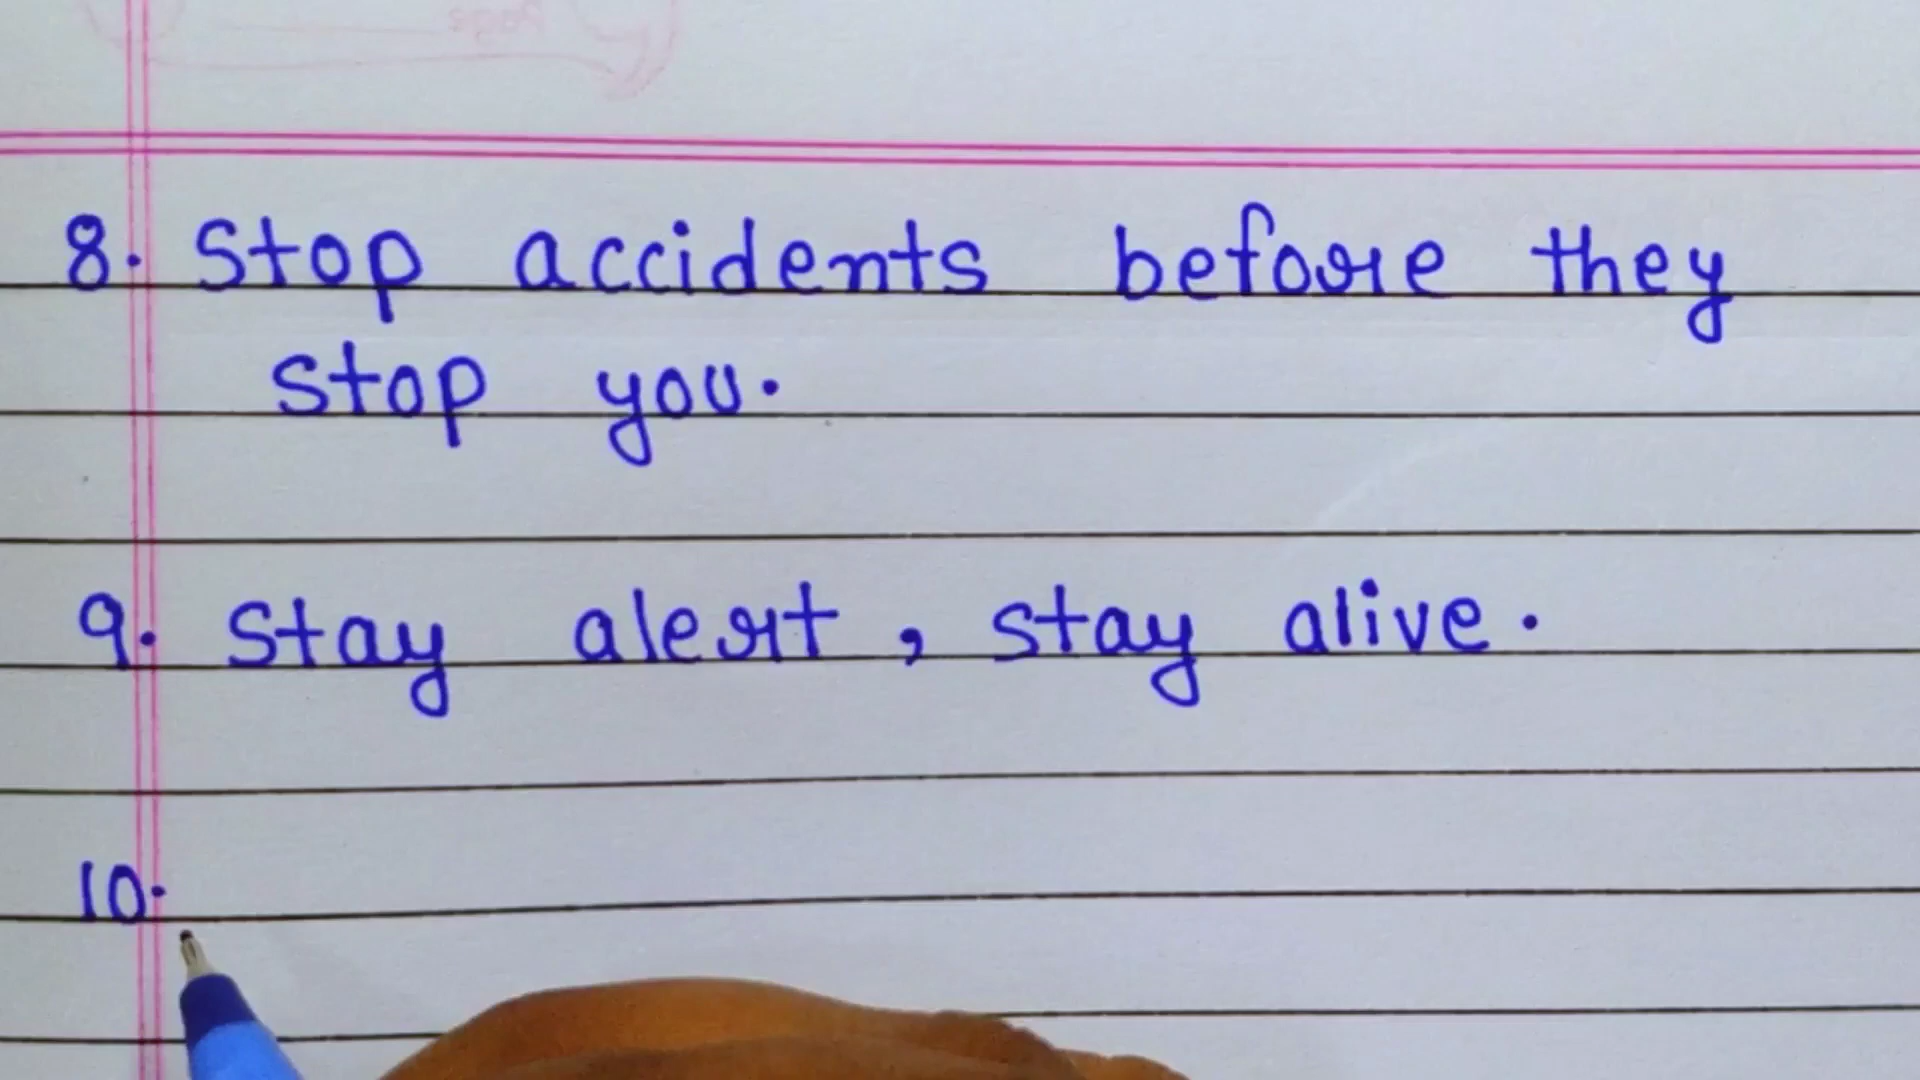 8. Stop accidents before they
stop you.
9. Stay alert, stay alive.
10.